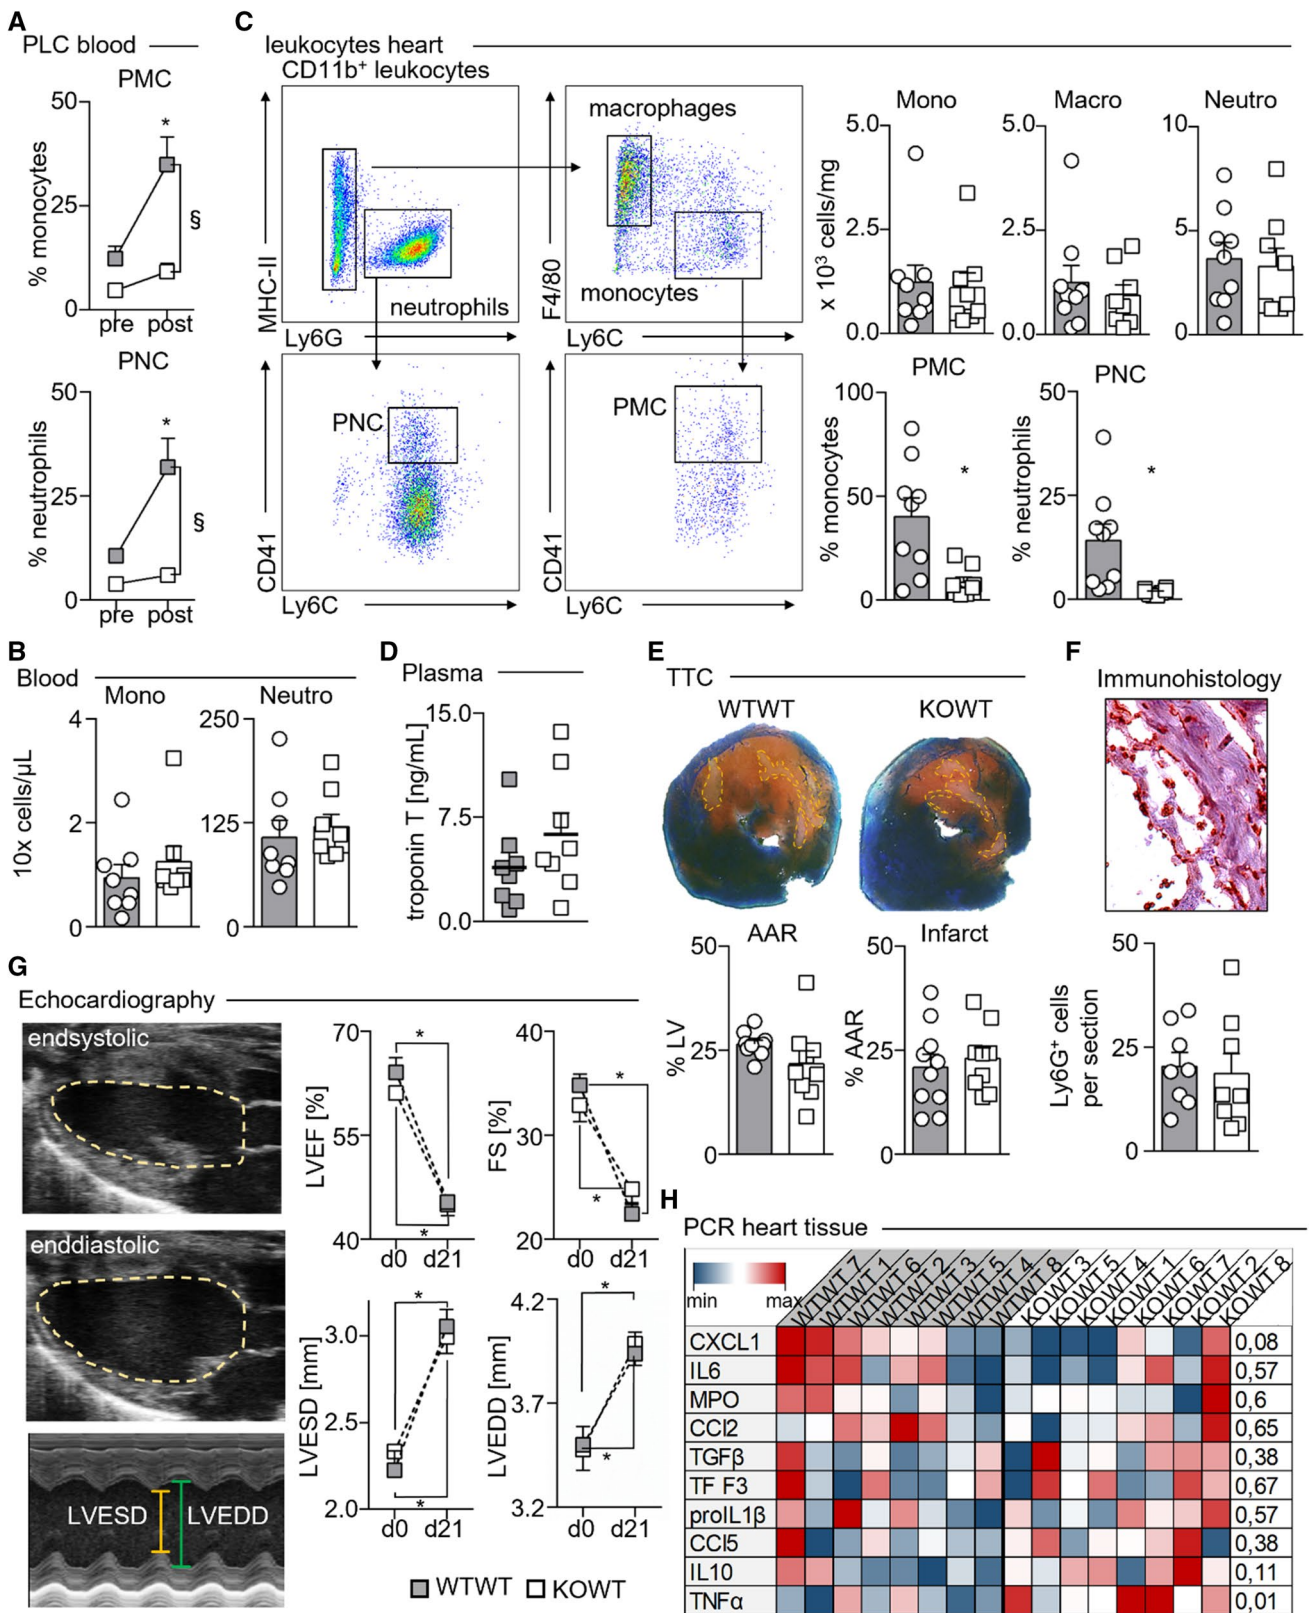 A
PLC blood
PMC
50
25
0
% monocytes
*
§
pre
post
PNC
50
25
0
% neutrophils
*
§
pre
post
C
leukocytes heart
CD11b+ leukocytes
MHC-II
neutrophils
Ly6G
macrophages
monocytes
F4/80
Ly6C
PNC
CD41
Ly6C
PMC
CD41
Ly6C
Mono
x 10³ cells/mg
5.0
2.5
0.0
Macro
5.0
2.5
0.0
Neutro
10
5
0
PMC
% monocytes
100
50
0
*
PNC
% neutrophils
50
25
0
*
B
Blood
Mono
10x cells/µL
4
2
0
Neutro
250
125
0
D
Plasma
troponin T [ng/mL]
15.0
7.5
0.0
E
TTC
WTWT
KOWT
AAR
% LV
50
25
0
Infarct
% AAR
50
25
0
F
Immunohistology
Ly6G+ cells
per section
50
25
0
G
Echocardiography
endsystolic
enddiastolic
LVESD
LVEDD
LVEF [%]
70
55
40
*
*
d0
d21
FS [%]
40
30
20
*
*
d0
d21
LVESD [mm]
3.0
2.5
2.0
*
*
d0
d21
LVEDD [mm]
4.2
3.7
3.2
*
*
d0
d21
WTWT
KOWT
H
PCR heart tissue
min
max
WTWT 7
WTWT 1
WTWT 6
WTWT 2
WTWT 3
WTWT 5
WTWT 4
WTWT 8
KOWT 3
KOWT 5
KOWT 4
KOWT 1
KOWT 6
KOWT 7
KOWT 2
KOWT 8
CXCL1 0,08
IL6 0,57
MPO 0,6
CCl2 0,65
TGFβ 0,38
TF F3 0,67
proIL1β 0,57
CCl5 0,38
IL10 0,11
TNFα 0,01